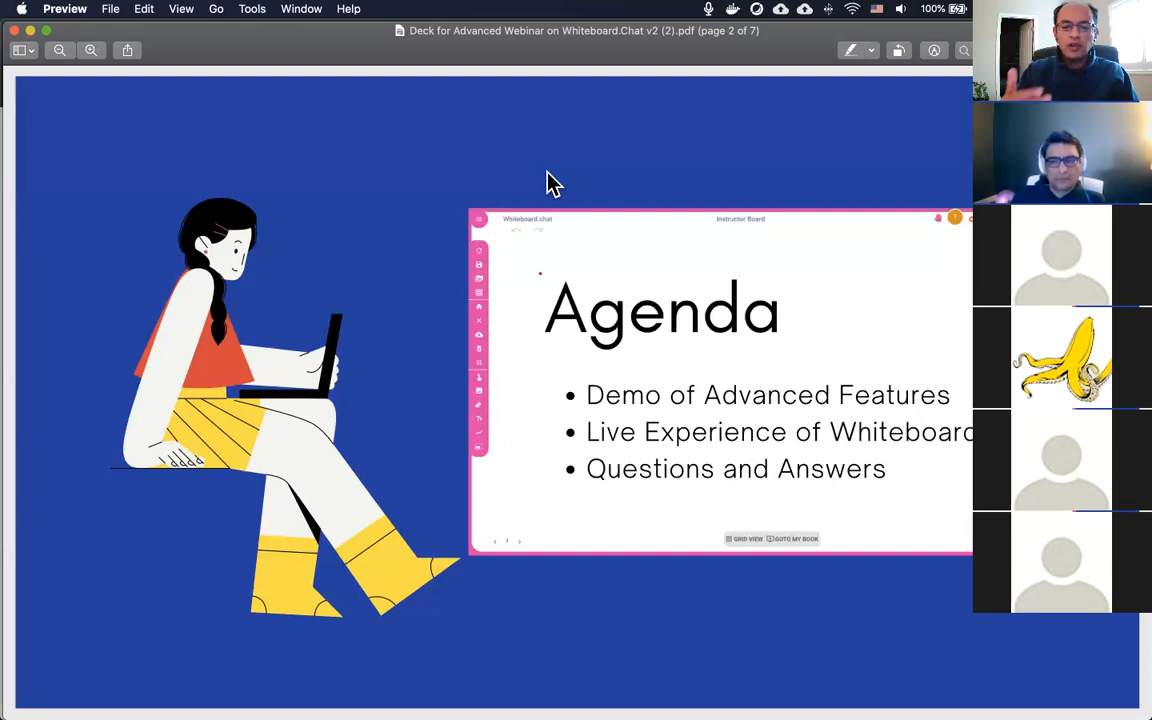 Preview File Edit View Go Tools Window Help 100%
Deck for Advanced Webinar on Whiteboard.Chat v2 (2).pdf (page 2 of 7)
Whiteboard.chat Instructor Board T
Agenda
• Demo of Advanced Features
• Live Experience of Whiteboard
• Questions and Answers
GRID VIEW GOTO MY BOOK